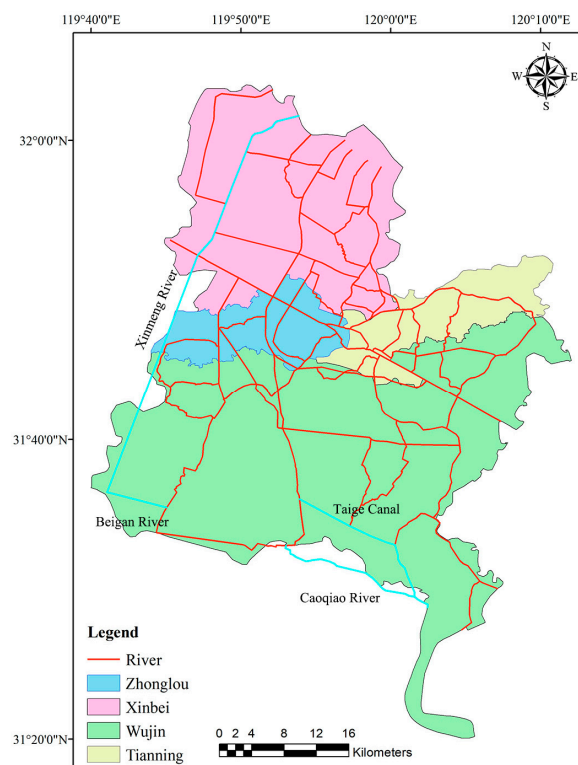 119°40'0"E 119°50'0"E 120°0'0"E 120°10'0"E
N
W E
S
32°0'0"N
Xinmeng River
31°40'0"N
Taige Canal
Beigan River
Caoqiao River
Legend
River
Zhonglou
Xinbei
Wujin
Tianning
0 2 4 8 12 16
Kilometers
31°20'0"N